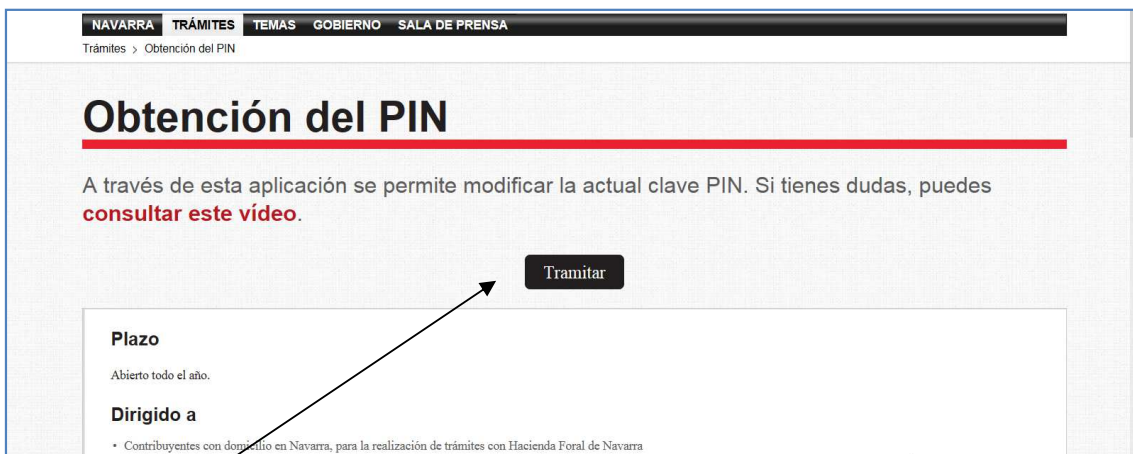 NAVARRA TRÁMITES TEMAS GOBIERNO SALA DE PRENSA
Trámites > Obtención del PIN
Obtención del PIN
A través de esta aplicación se permite modificar la actual clave PIN. Si tienes dudas, puedes
consultar este vídeo.
Tramitar
Plazo
Abierto todo el año.
Dirigido a
• Contribuyentes con domicilio en Navarra, para la realización de trámites con Hacienda Foral de Navarra